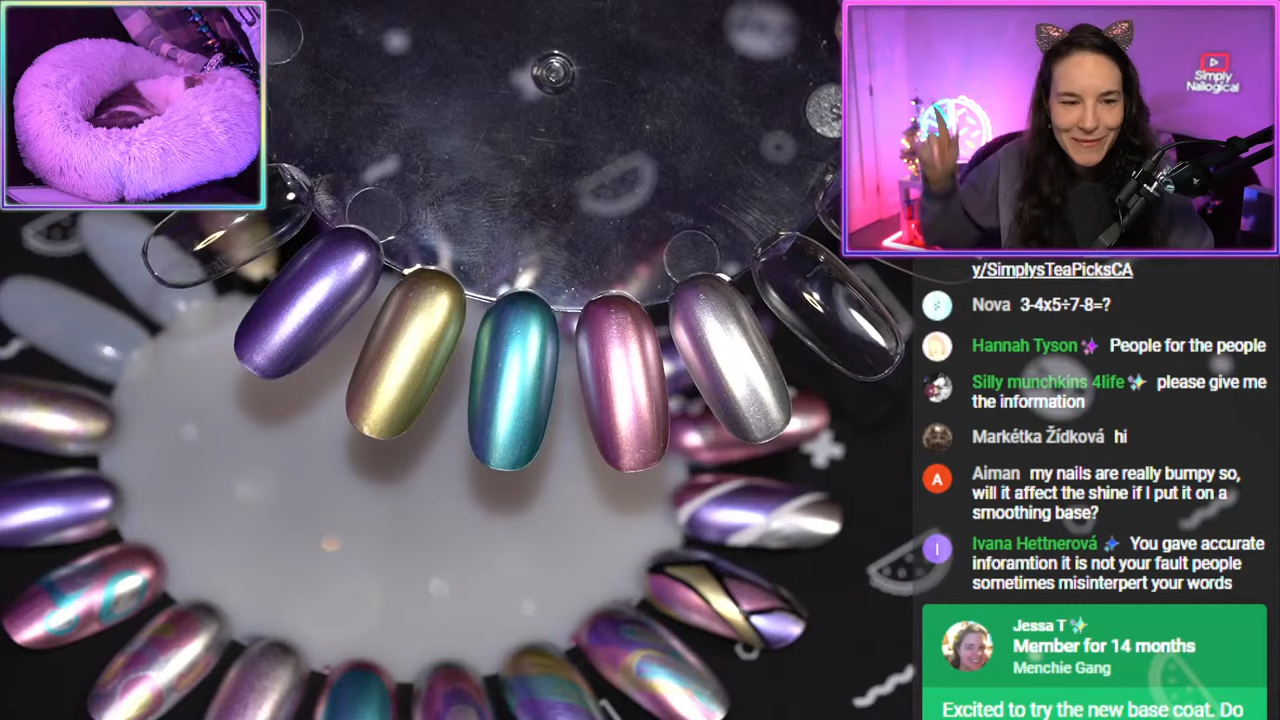 Simply
Nailogical
y/SimplysTeaPicksCA
Nova 3-4x5÷7-8=?
Hannah Tyson People for the people
Silly munchkins 4life please give me
the information
Markétka Žídková hi
A
Aiman my nails are really bumpy so,
will it affect the shine if I put it on a
smoothing base?
I
Ivana Hettnerová You gave accurate
inforamtion it is not your fault people
sometimes misinterpert your words
Jessa T
Member for 14 months
Menchie Gang
Excited to try the new base coat. Do